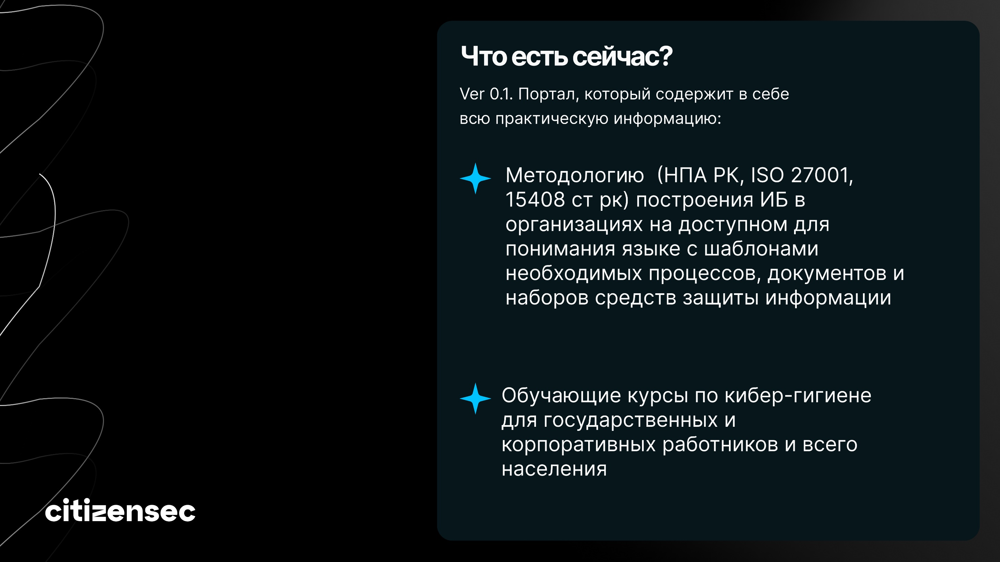 Что есть сейчас?
Ver 0.1. Портал, который содержит в себе
всю практическую информацию:
Методологию  (НПА РК, ISO 27001,
15408 ст рк) построения ИБ в
организациях на доступном для
понимания языке с шаблонами
необходимых процессов, документов и
наборов средств защиты информации
Обучающие курсы по кибер-гигиене
для государственных и
корпоративных работников и всего
населения
citizensec